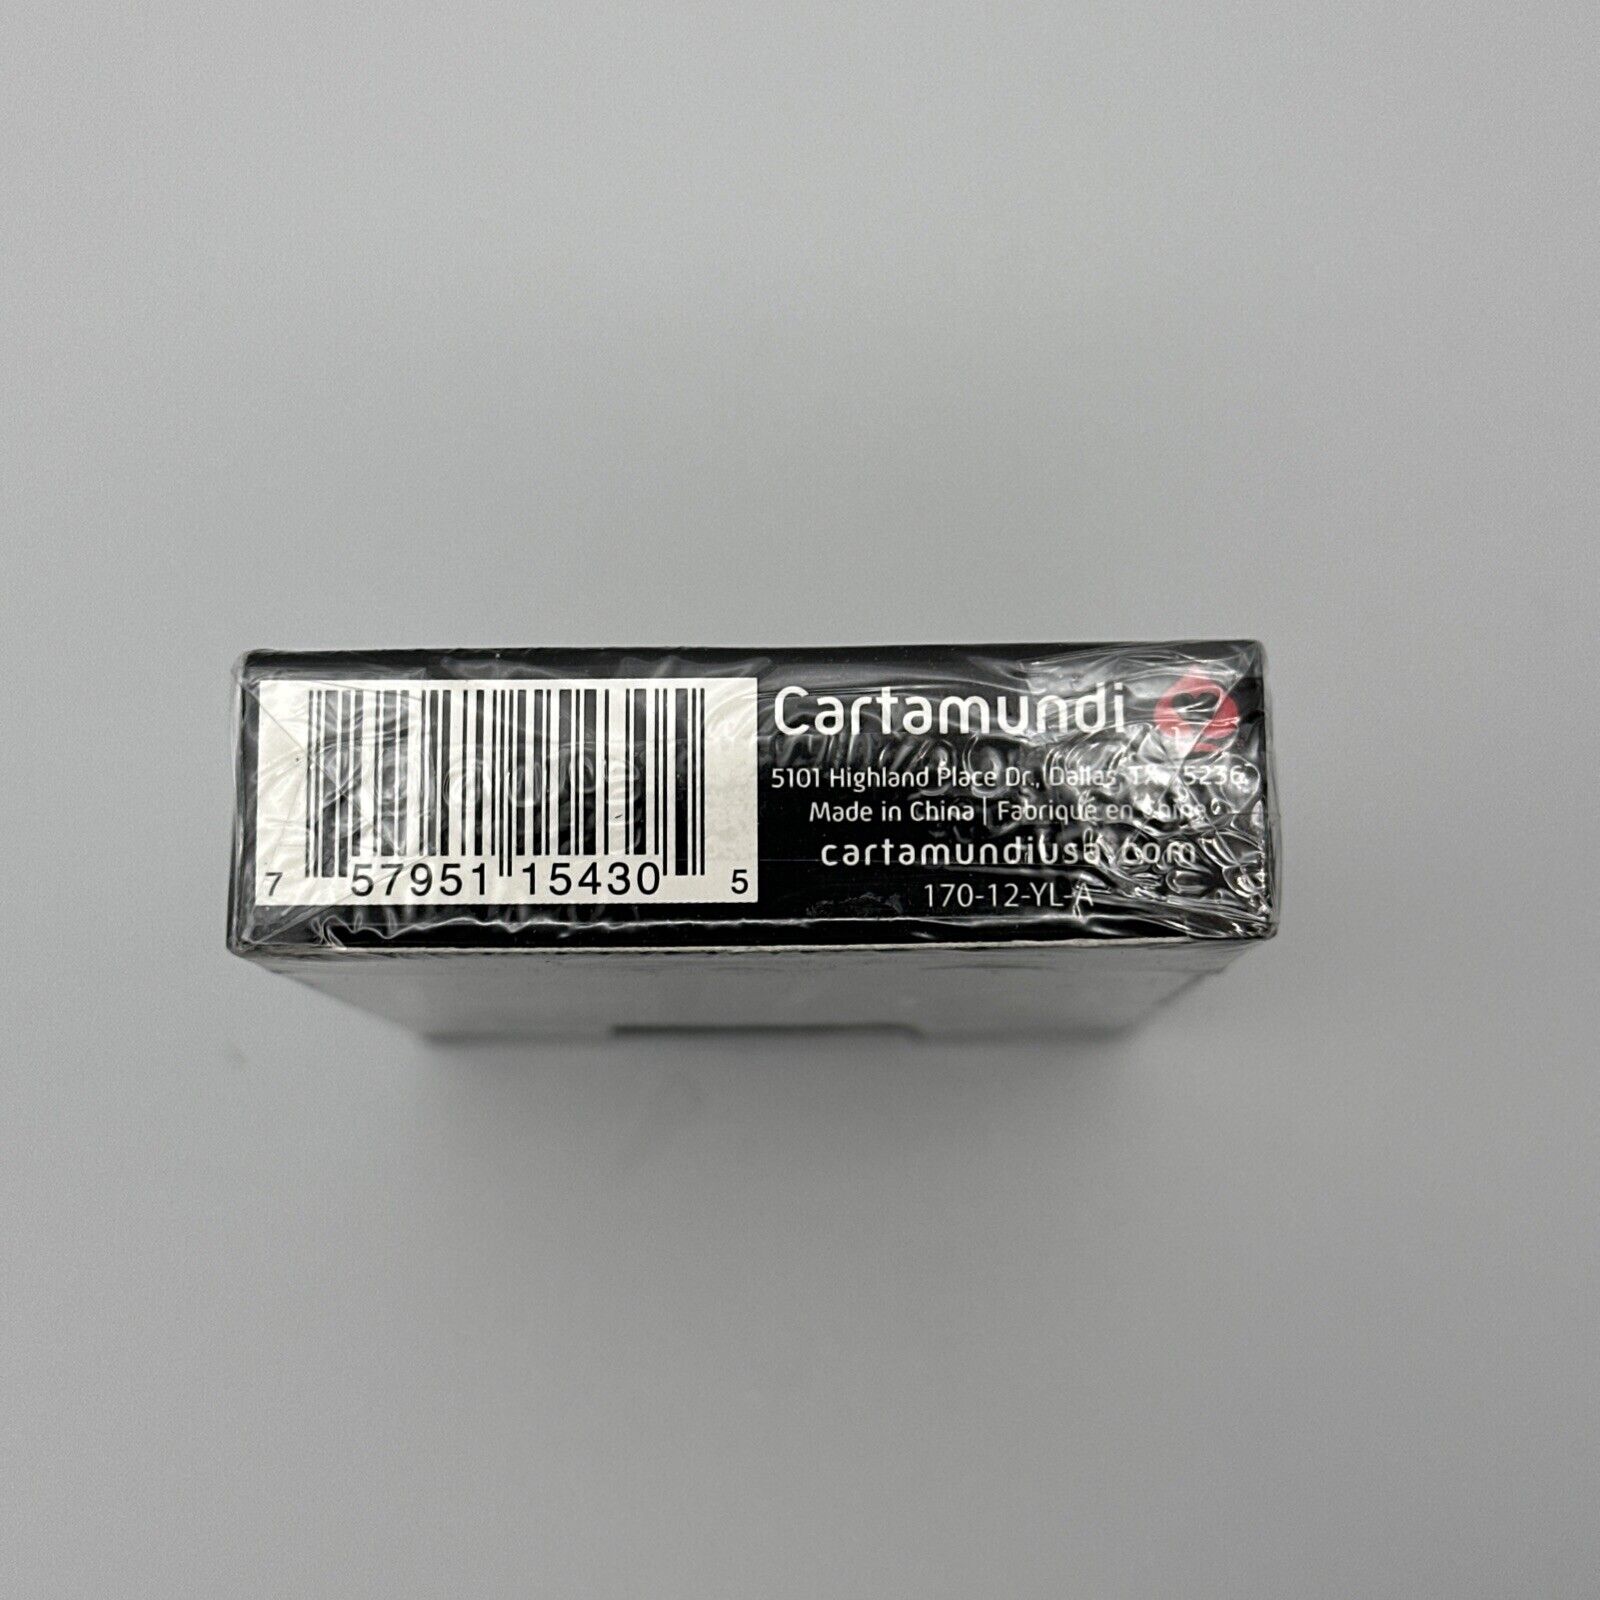 7 57951 15430 5
Cartamundi
5101 Highland Place Dr., Dallas, TX 75236
Made in China | Fabriqué en Chine
cartamundiusa.com
170-12-YL-A